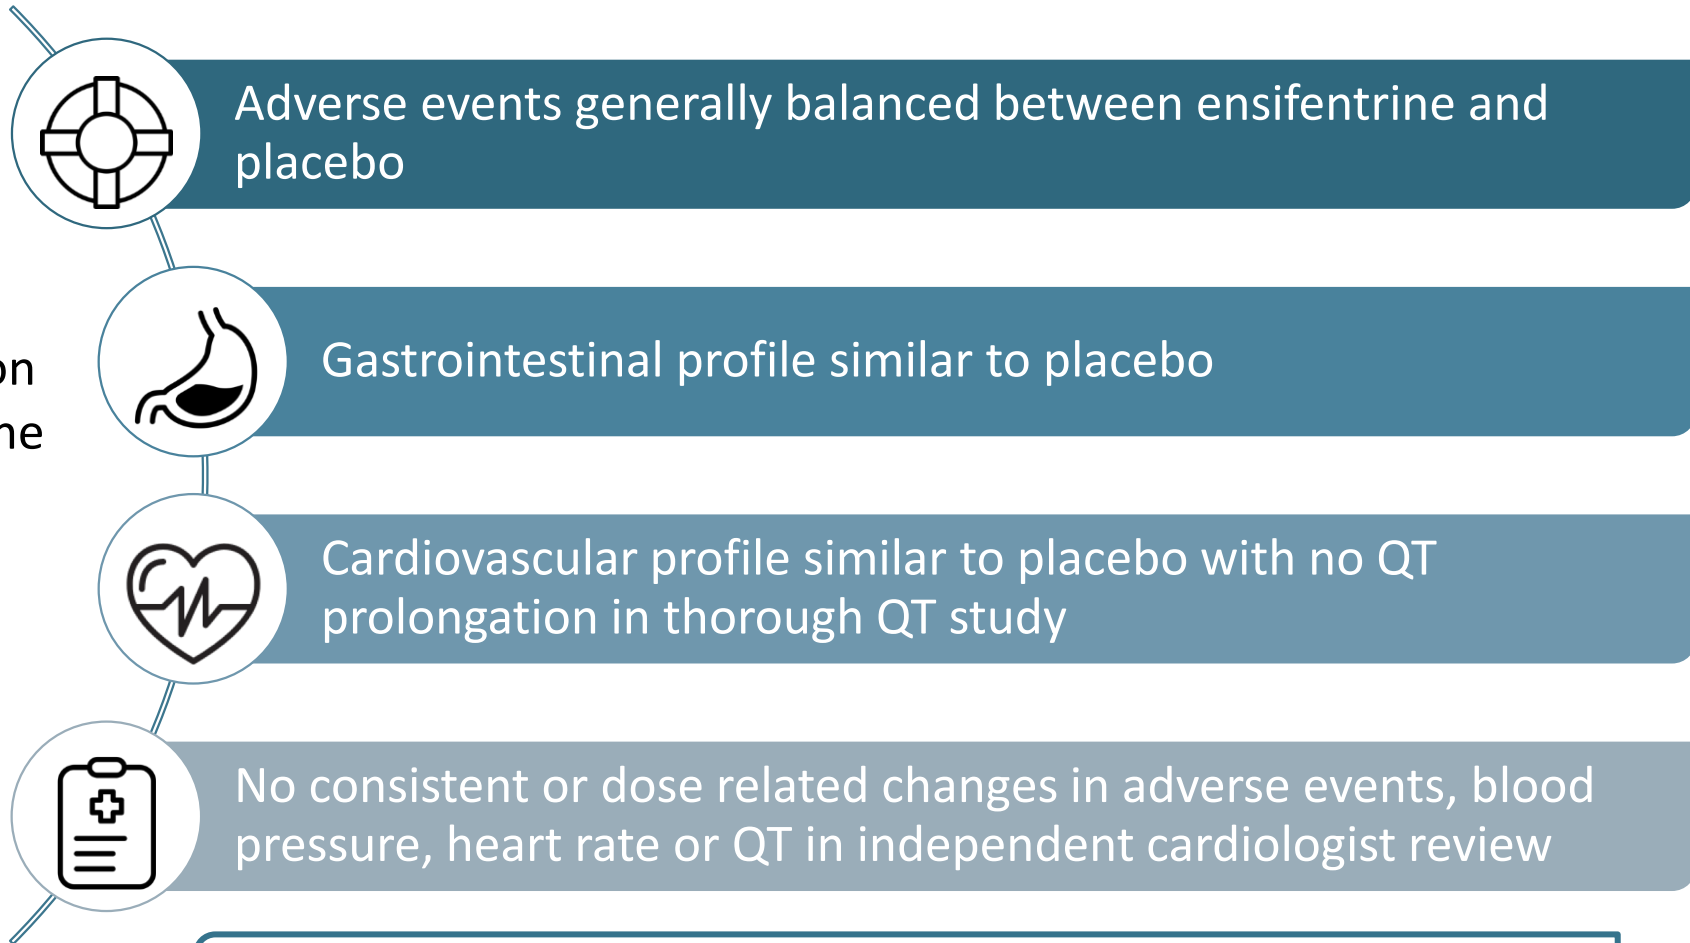 Adverse events generally balanced between ensifentrine and
placebo
Gastrointestinal profile similar to placebo
Cardiovascular profile similar to placebo with no QT
prolongation in thorough QT study
No consistent or dose related changes in adverse events, blood
pressure, heart rate or QT in independent cardiologist review